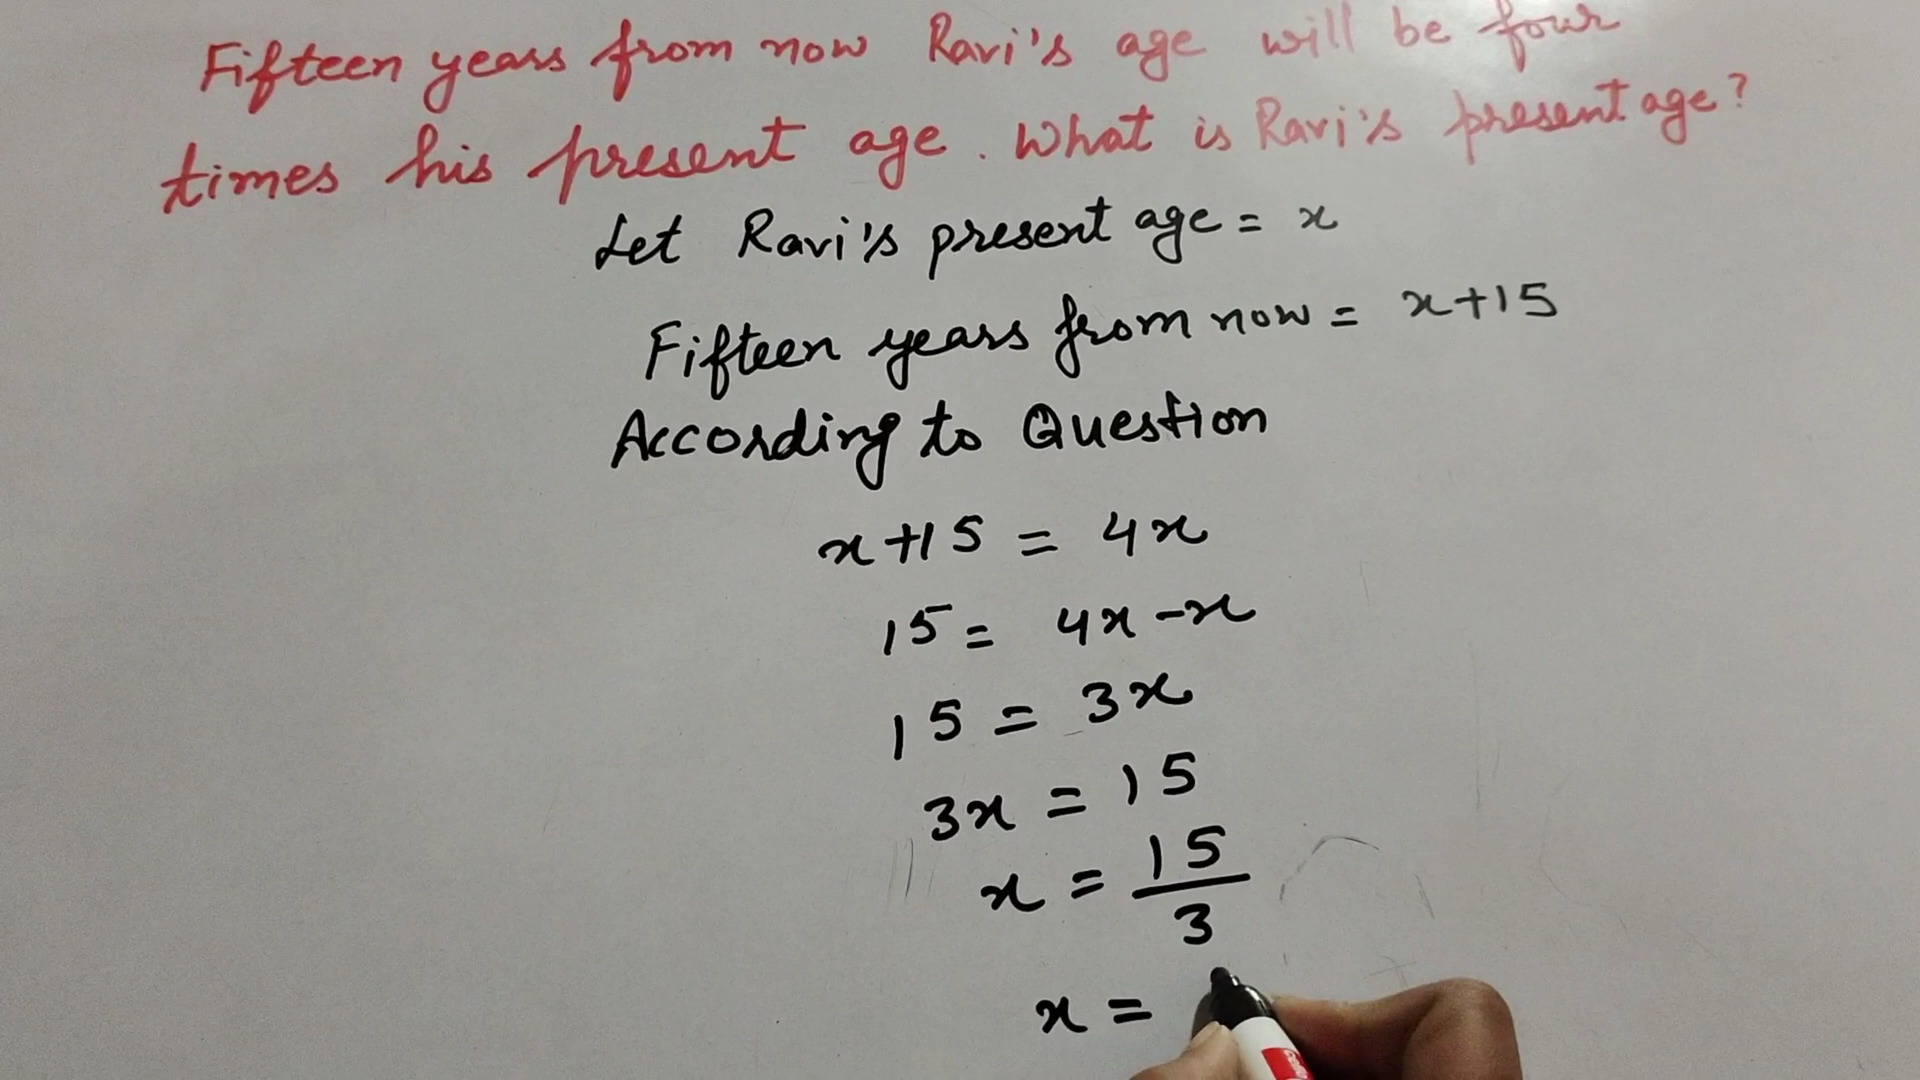 Fifteen years from now Ravi's age will be four
times his present age. What is Ravi's present age?
Let Ravi's present age = x
Fifteen years from now = x+15
According to Question
x+15 = 4x
15 = 4x-x
15 = 3x
3x = 15
x = 15/3
x =